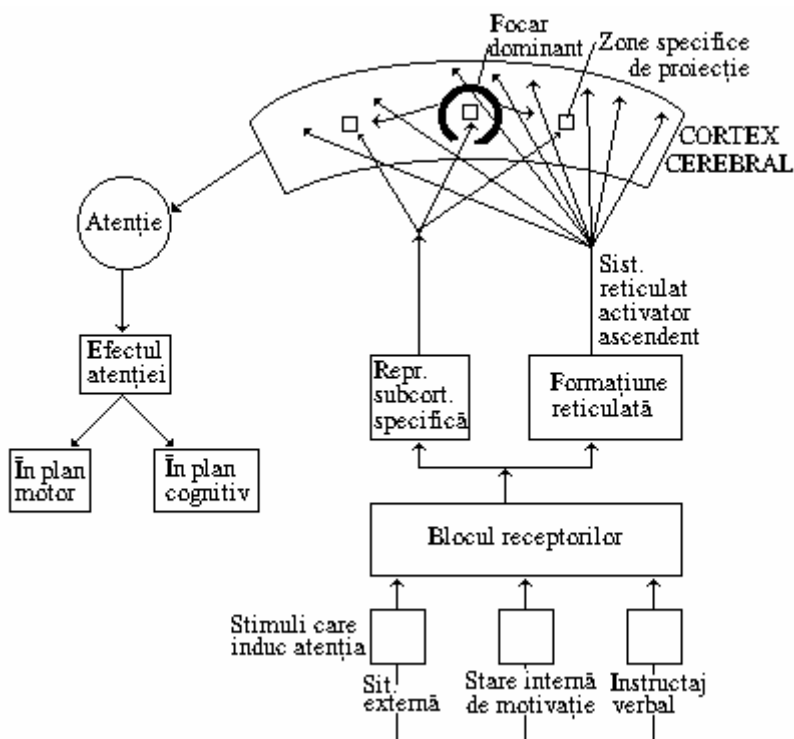 Focar
dominant
Zone specifice
de proiecție
CORTEX
CEREBRAL
Atenție
Sist.
reticulat
activator
ascendent
Efectul
atenției
Repr.
subcort.
specifică
Formațiune
reticulată
În plan
motor
În plan
cognitiv
Blocul receptorilor
Stimuli care
induc atenția
Sit.
externă
Stare internă
de motivație
Instructaj
verbal